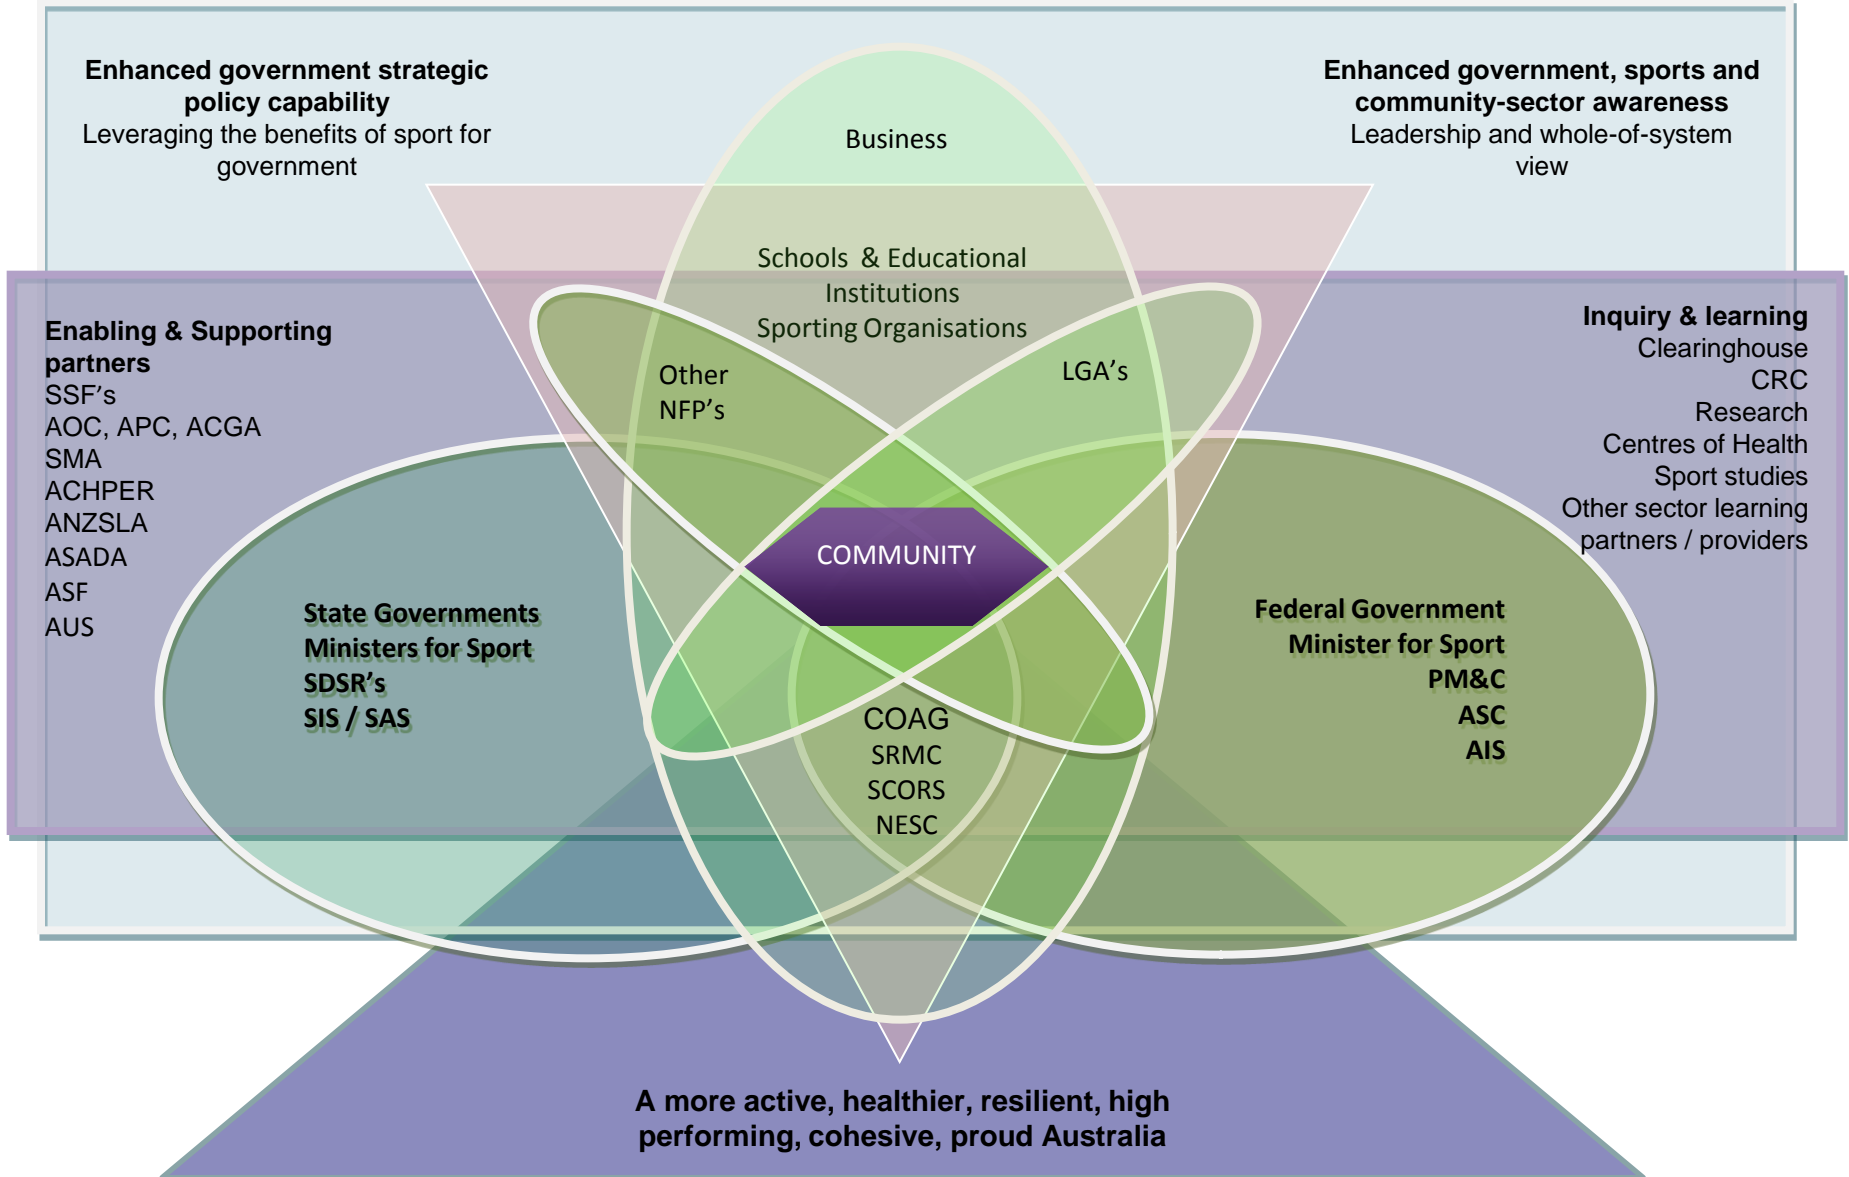 Enhanced government strategic
policy capability
Leveraging the benefits of sport for
government
Enhanced government, sports and
community-sector awareness
Leadership and whole-of-system
view
Business
Schools & Educational
Institutions
Sporting Organisations
Other
NFP's
LGA's
Enabling & Supporting
partners
SSF's
AOC, APC, ACGA
SMA
ACHPER
ANZSLA
ASADA
ASF
AUS
Inquiry & learning
Clearinghouse
CRC
Research
Centres of Health
Sport studies
Other sector learning
partners / providers
COMMUNITY
State Governments
Ministers for Sport
SDSR's
SIS / SAS
Federal Government
Minister for Sport
PM&C
ASC
AIS
COAG
SRMC
SCORS
NESC
A more active, healthier, resilient, high
performing, cohesive, proud Australia